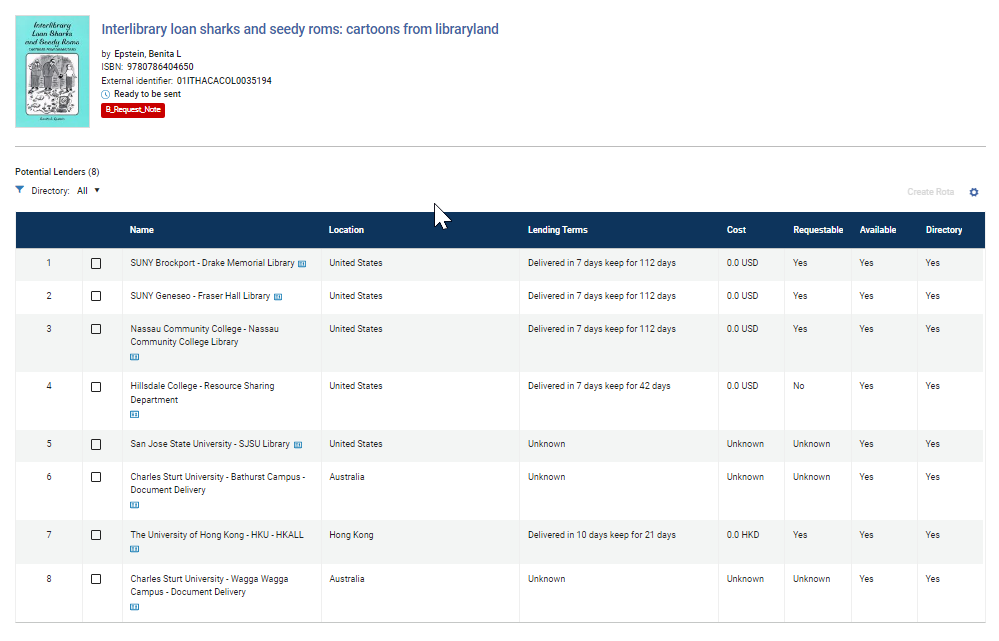 Interlibrary
Loan Sharks
and Seedy Roms
Interlibrary loan sharks and seedy roms: cartoons from libraryland
by Epstein, Benita L
ISBN: 9780786404650
External identifier: 01ITHACACOL0035194
Ready to be sent
B_Request_Note
Potential Lenders (8)
Directory: All
Create Rota
Name Location Lending Terms Cost Requestable Available Directory
1 SUNY Brockport - Drake Memorial Library United States Delivered in 7 days keep for 112 days 0.0 USD Yes Yes Yes
2 SUNY Geneseo - Fraser Hall Library United States Delivered in 7 days keep for 112 days 0.0 USD Yes Yes Yes
3 Nassau Community College - Nassau United States Delivered in 7 days keep for 112 days 0.0 USD Yes Yes Yes
Community College Library
4 Hillsdale College - Resource Sharing United States Delivered in 7 days keep for 42 days 0.0 USD No Yes Yes
Department
5 San Jose State University - SJSU Library United States Unknown Unknown Unknown Yes Yes
6 Charles Sturt University - Bathurst Campus - Australia Unknown Unknown Unknown Yes Yes
Document Delivery
7 The University of Hong Kong - HKU - HKALL Hong Kong Delivered in 10 days keep for 21 days 0.0 HKD Yes Yes Yes
8 Charles Sturt University - Wagga Wagga Australia Unknown Unknown Unknown Yes Yes
Campus - Document Delivery